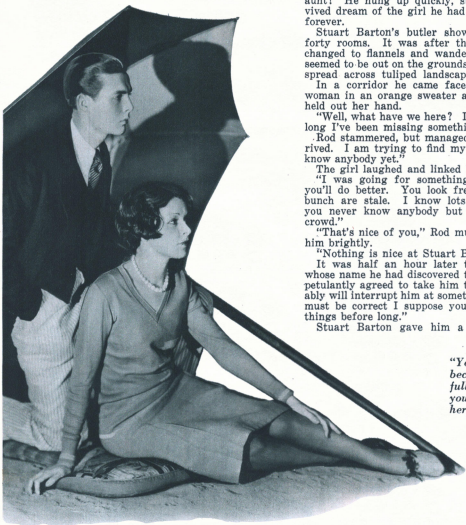 aunt? He hung up quickly, s
vived dream of the girl he had
forever.
Stuart Barton's butler show
forty rooms. It was after th
changed to flannels and wande
seemed to be out on the grounds
spread across tuliped landscap
In a corridor he came face
woman in an orange sweater a
held out her hand.
"Well, what have we here? I
long I've been missing somethi
Rod stammered, but managed
rived. I am trying to find my
know anybody yet."
The girl laughed and linked
"I was going for something
you'll do better. You look fre
bunch are stale. I know lots
you never know anybody but
crowd."
"That's nice of you," Rod mu
him brightly.
"Nothing is nice at Stuart B
It was half an hour later t
whose name he had discovered t
petulantly agreed to take him t
ably will interrupt him at somet
must be correct I suppose you
things before long."
Stuart Barton gave him a
"Yo
bec
full
you
her